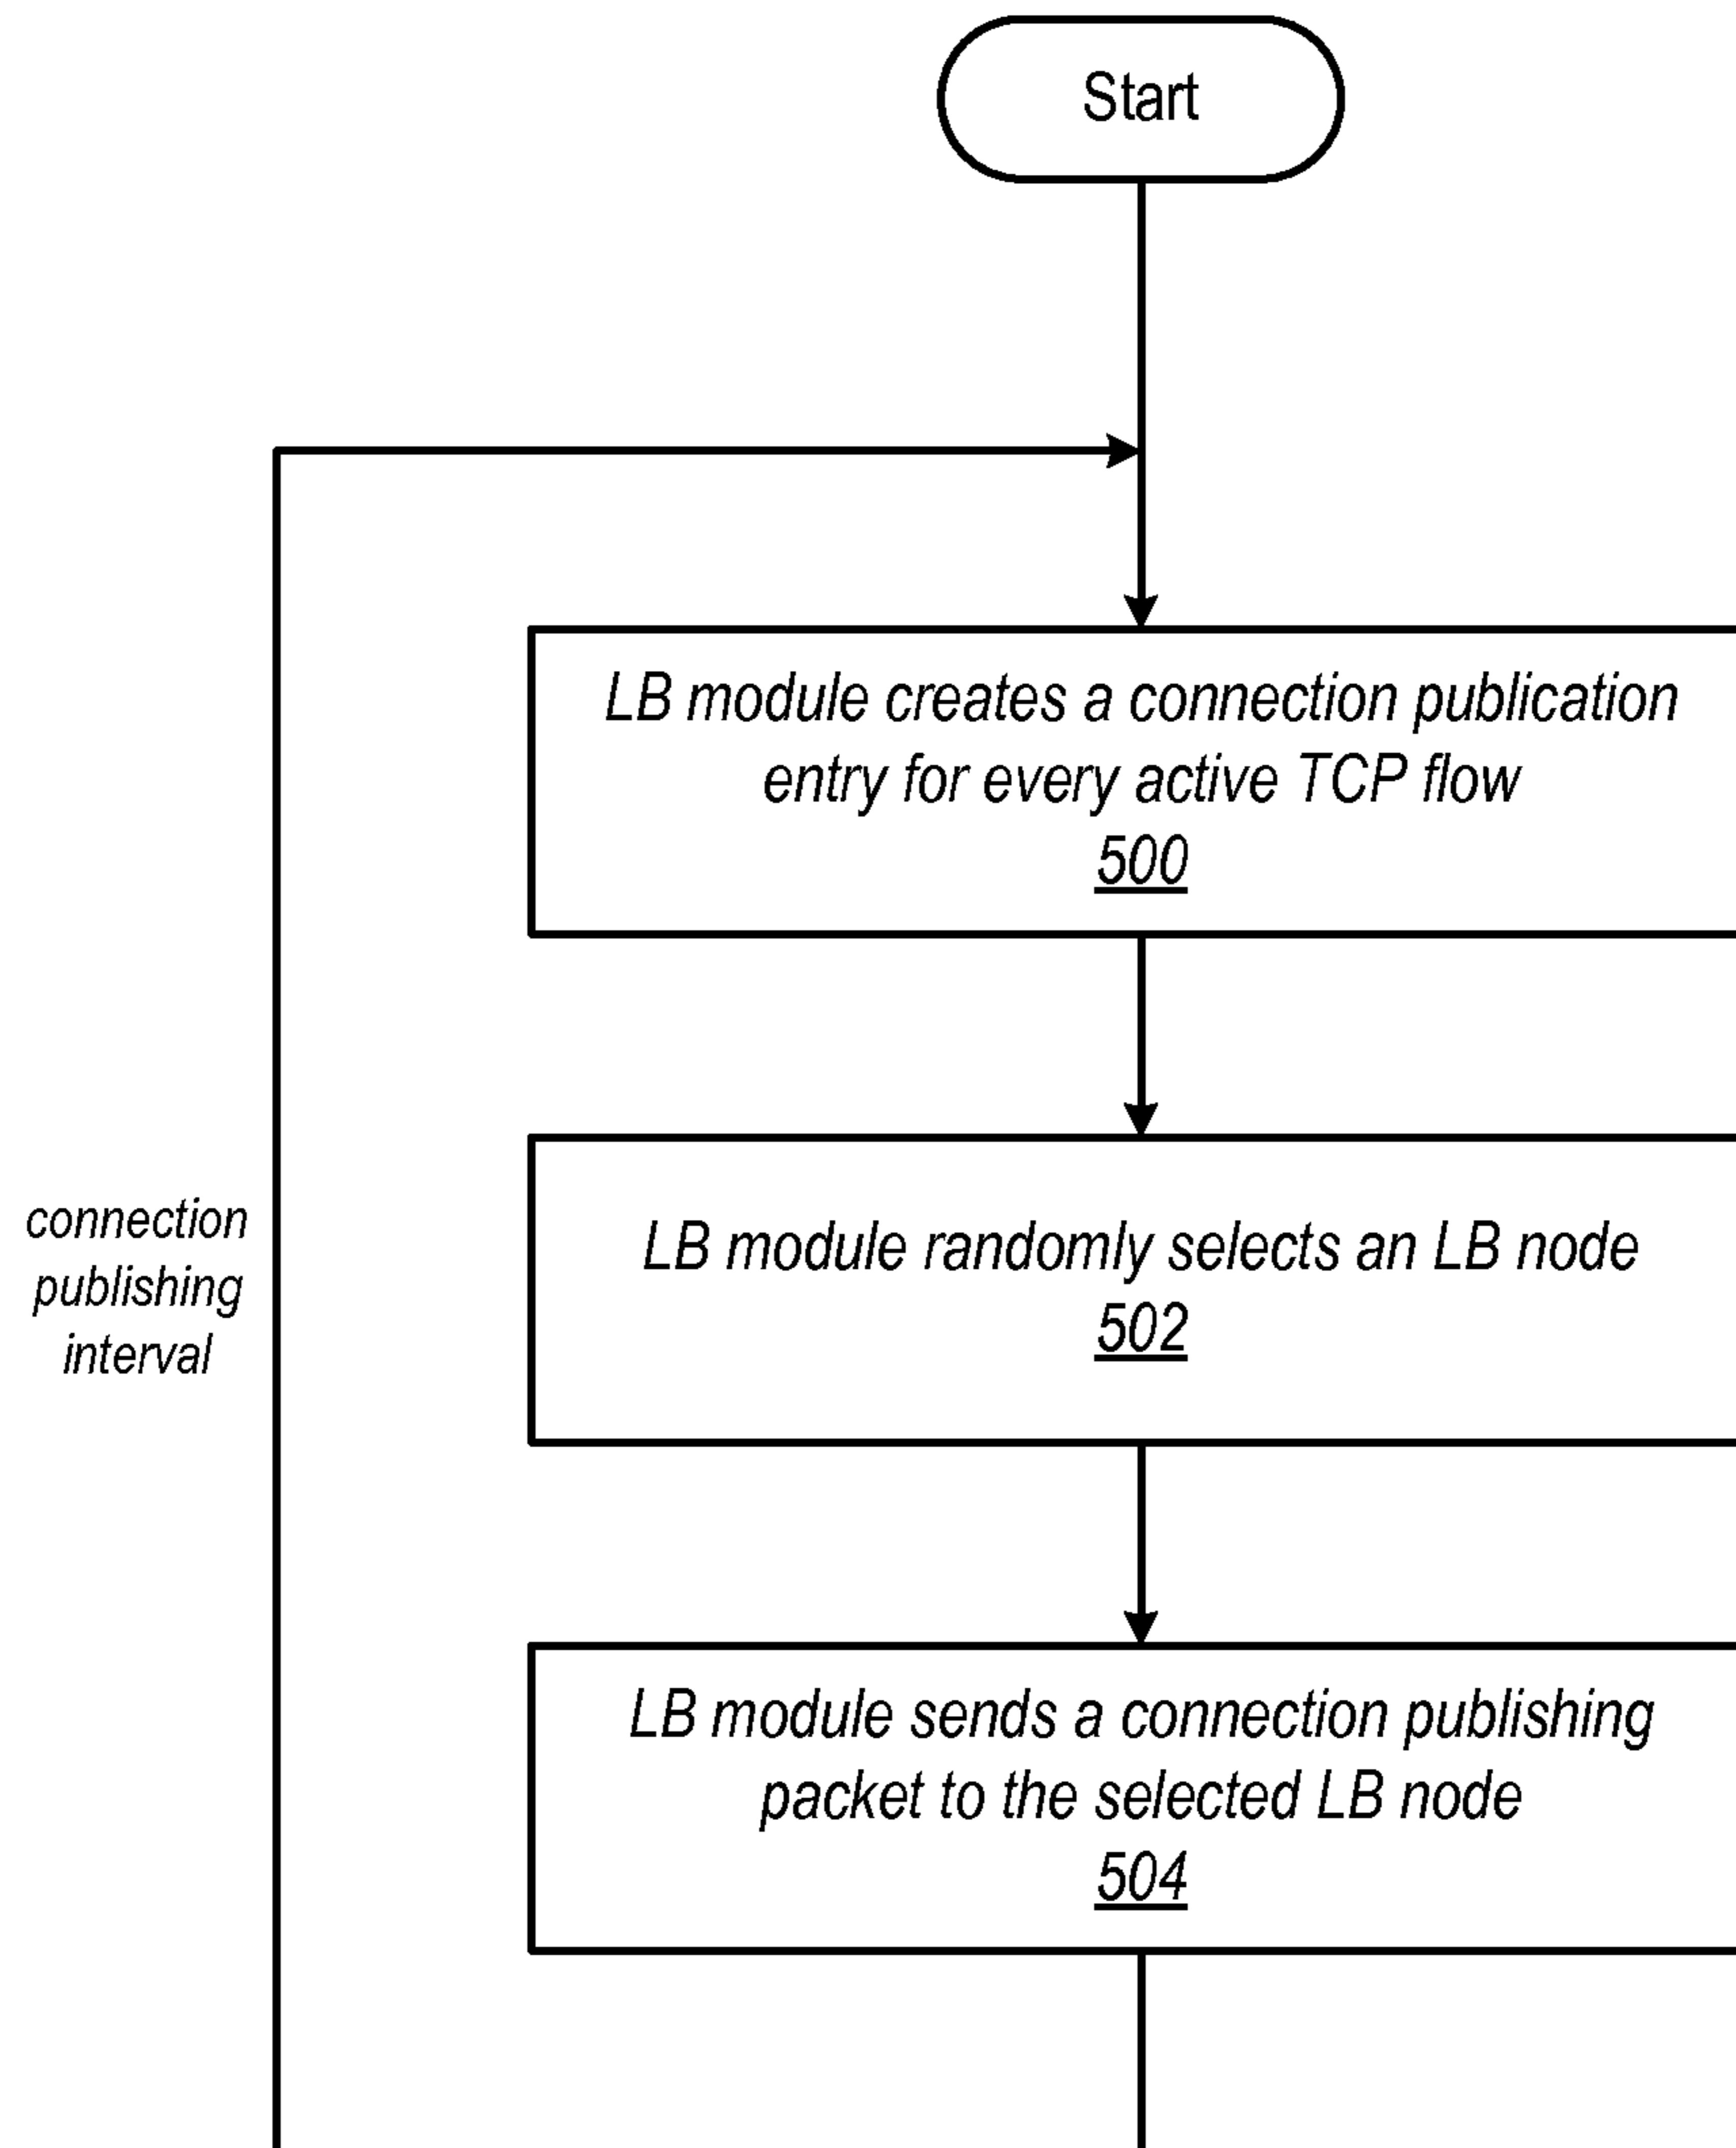 Start
LB module creates a connection publication
entry for every active TCP flow
500
connection
publishing
interval
LB module randomly selects an LB node
502
LB module sends a connection publishing
packet to the selected LB node
504